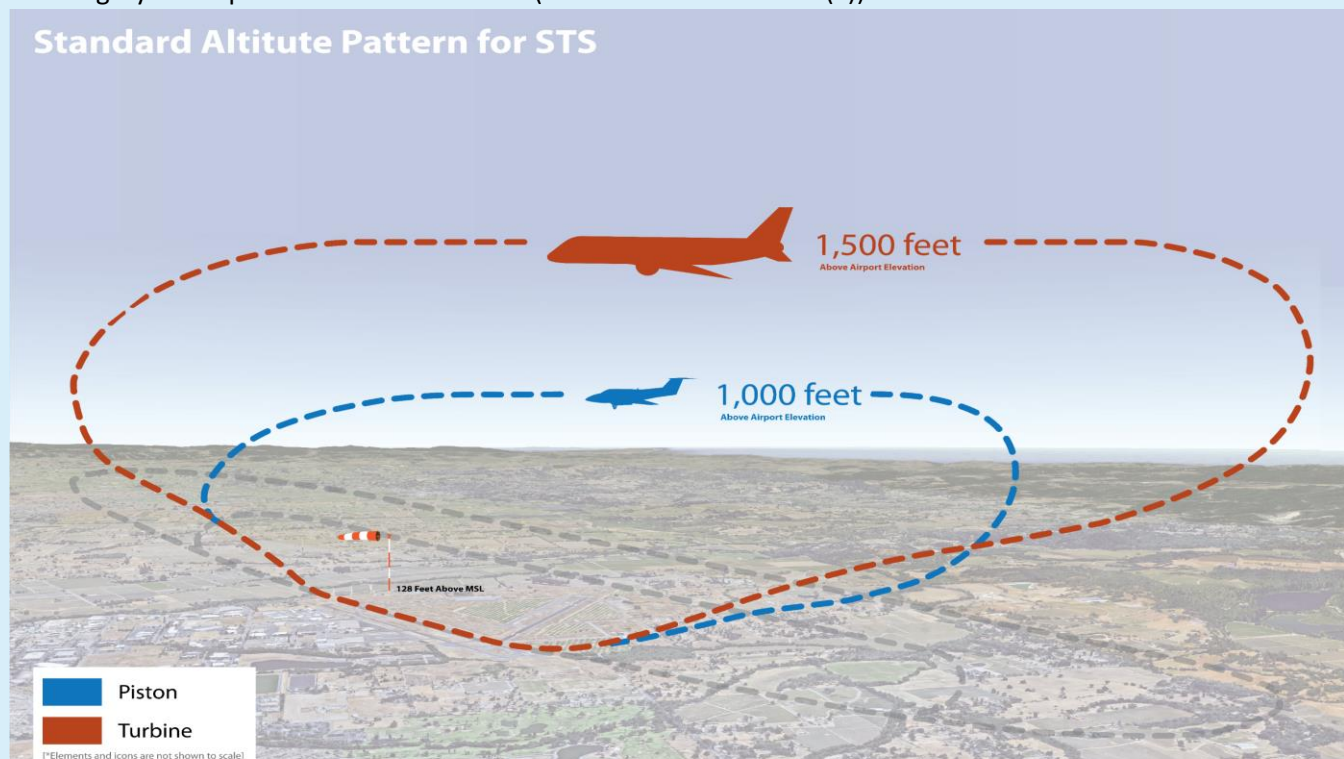 Standard Altitute Pattern for STS
1,500 feet
Above Airport Elevation
1,000 feet
Above Airport Elevation
128 Feet Above MSL
Piston
Turbine
[*Elements and icons are not shown to scale]